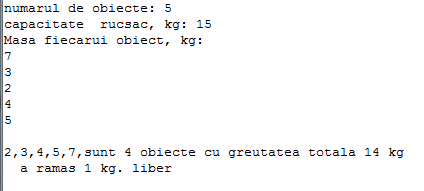 numarul de obiecte: 5
capacitate  rucsac, kg: 15
Masa fiecarui obiect, kg:
7
3
2
4
5
2,3,4,5,7,sunt 4 obiecte cu greutatea totala 14 kg
a ramas 1 kg. liber